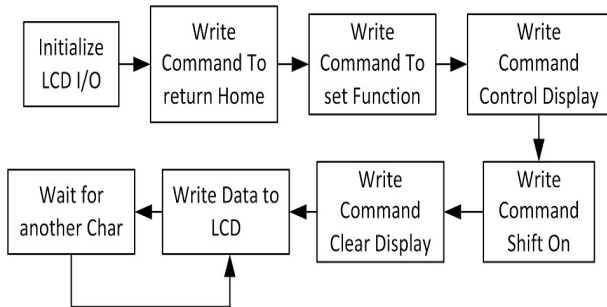 Initialize
LCD I/O
Write
Command To
return Home
Write
Command To
set Function
Write
Command
Control Display
Write
Command
Shift On
Write
Command
Clear Display
Write Data to
LCD
Wait for
another Char